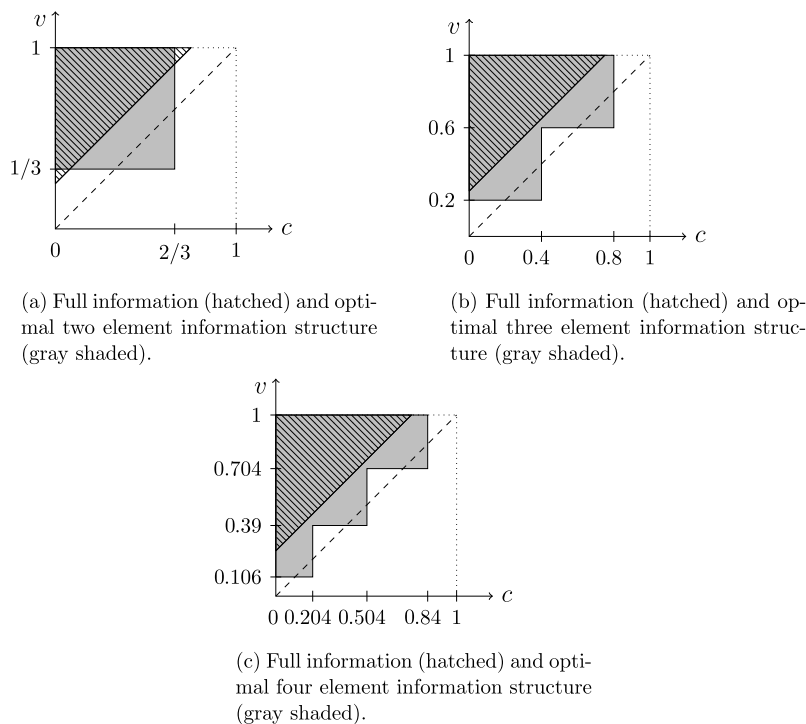 v
1
1/3
0
2/3
1
c
(a) Full information (hatched) and opti-
mal two element information structure
(gray shaded).
v
1
0.6
0.2
0
0.4
0.8
1
c
(b) Full information (hatched) and op-
timal three element information struc-
ture (gray shaded).
v
1
0.704
0.39
0.106
0 0.204 0.504 0.84 1
c
(c) Full information (hatched) and opti-
mal four element information structure
(gray shaded).